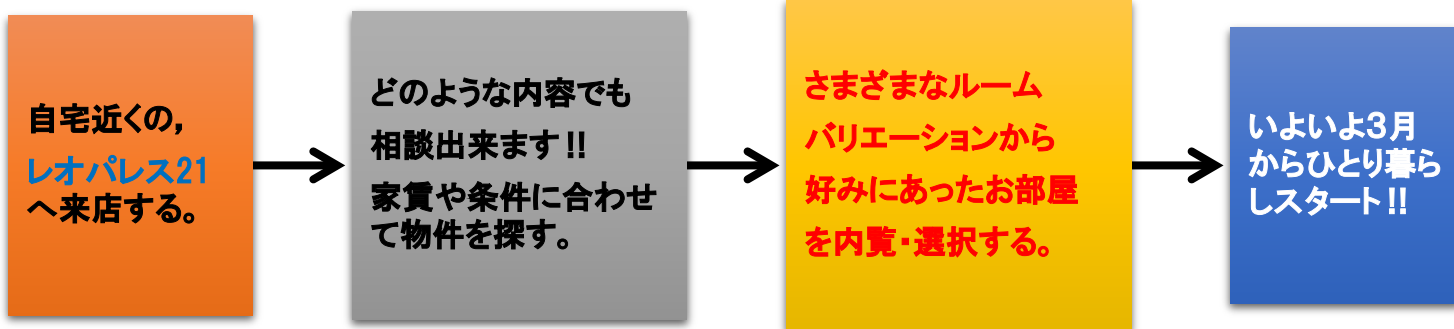 自宅近くの，
レオパレス21
へ来店する。
どのような内容でも
相談出来ます!!
家賃や条件に合わせ
て物件を探す。
さまざまなルーム
バリエーションから
好みにあったお部屋
を内覧・選択する。
いよいよ3月
からひとり暮ら
しスタート!!